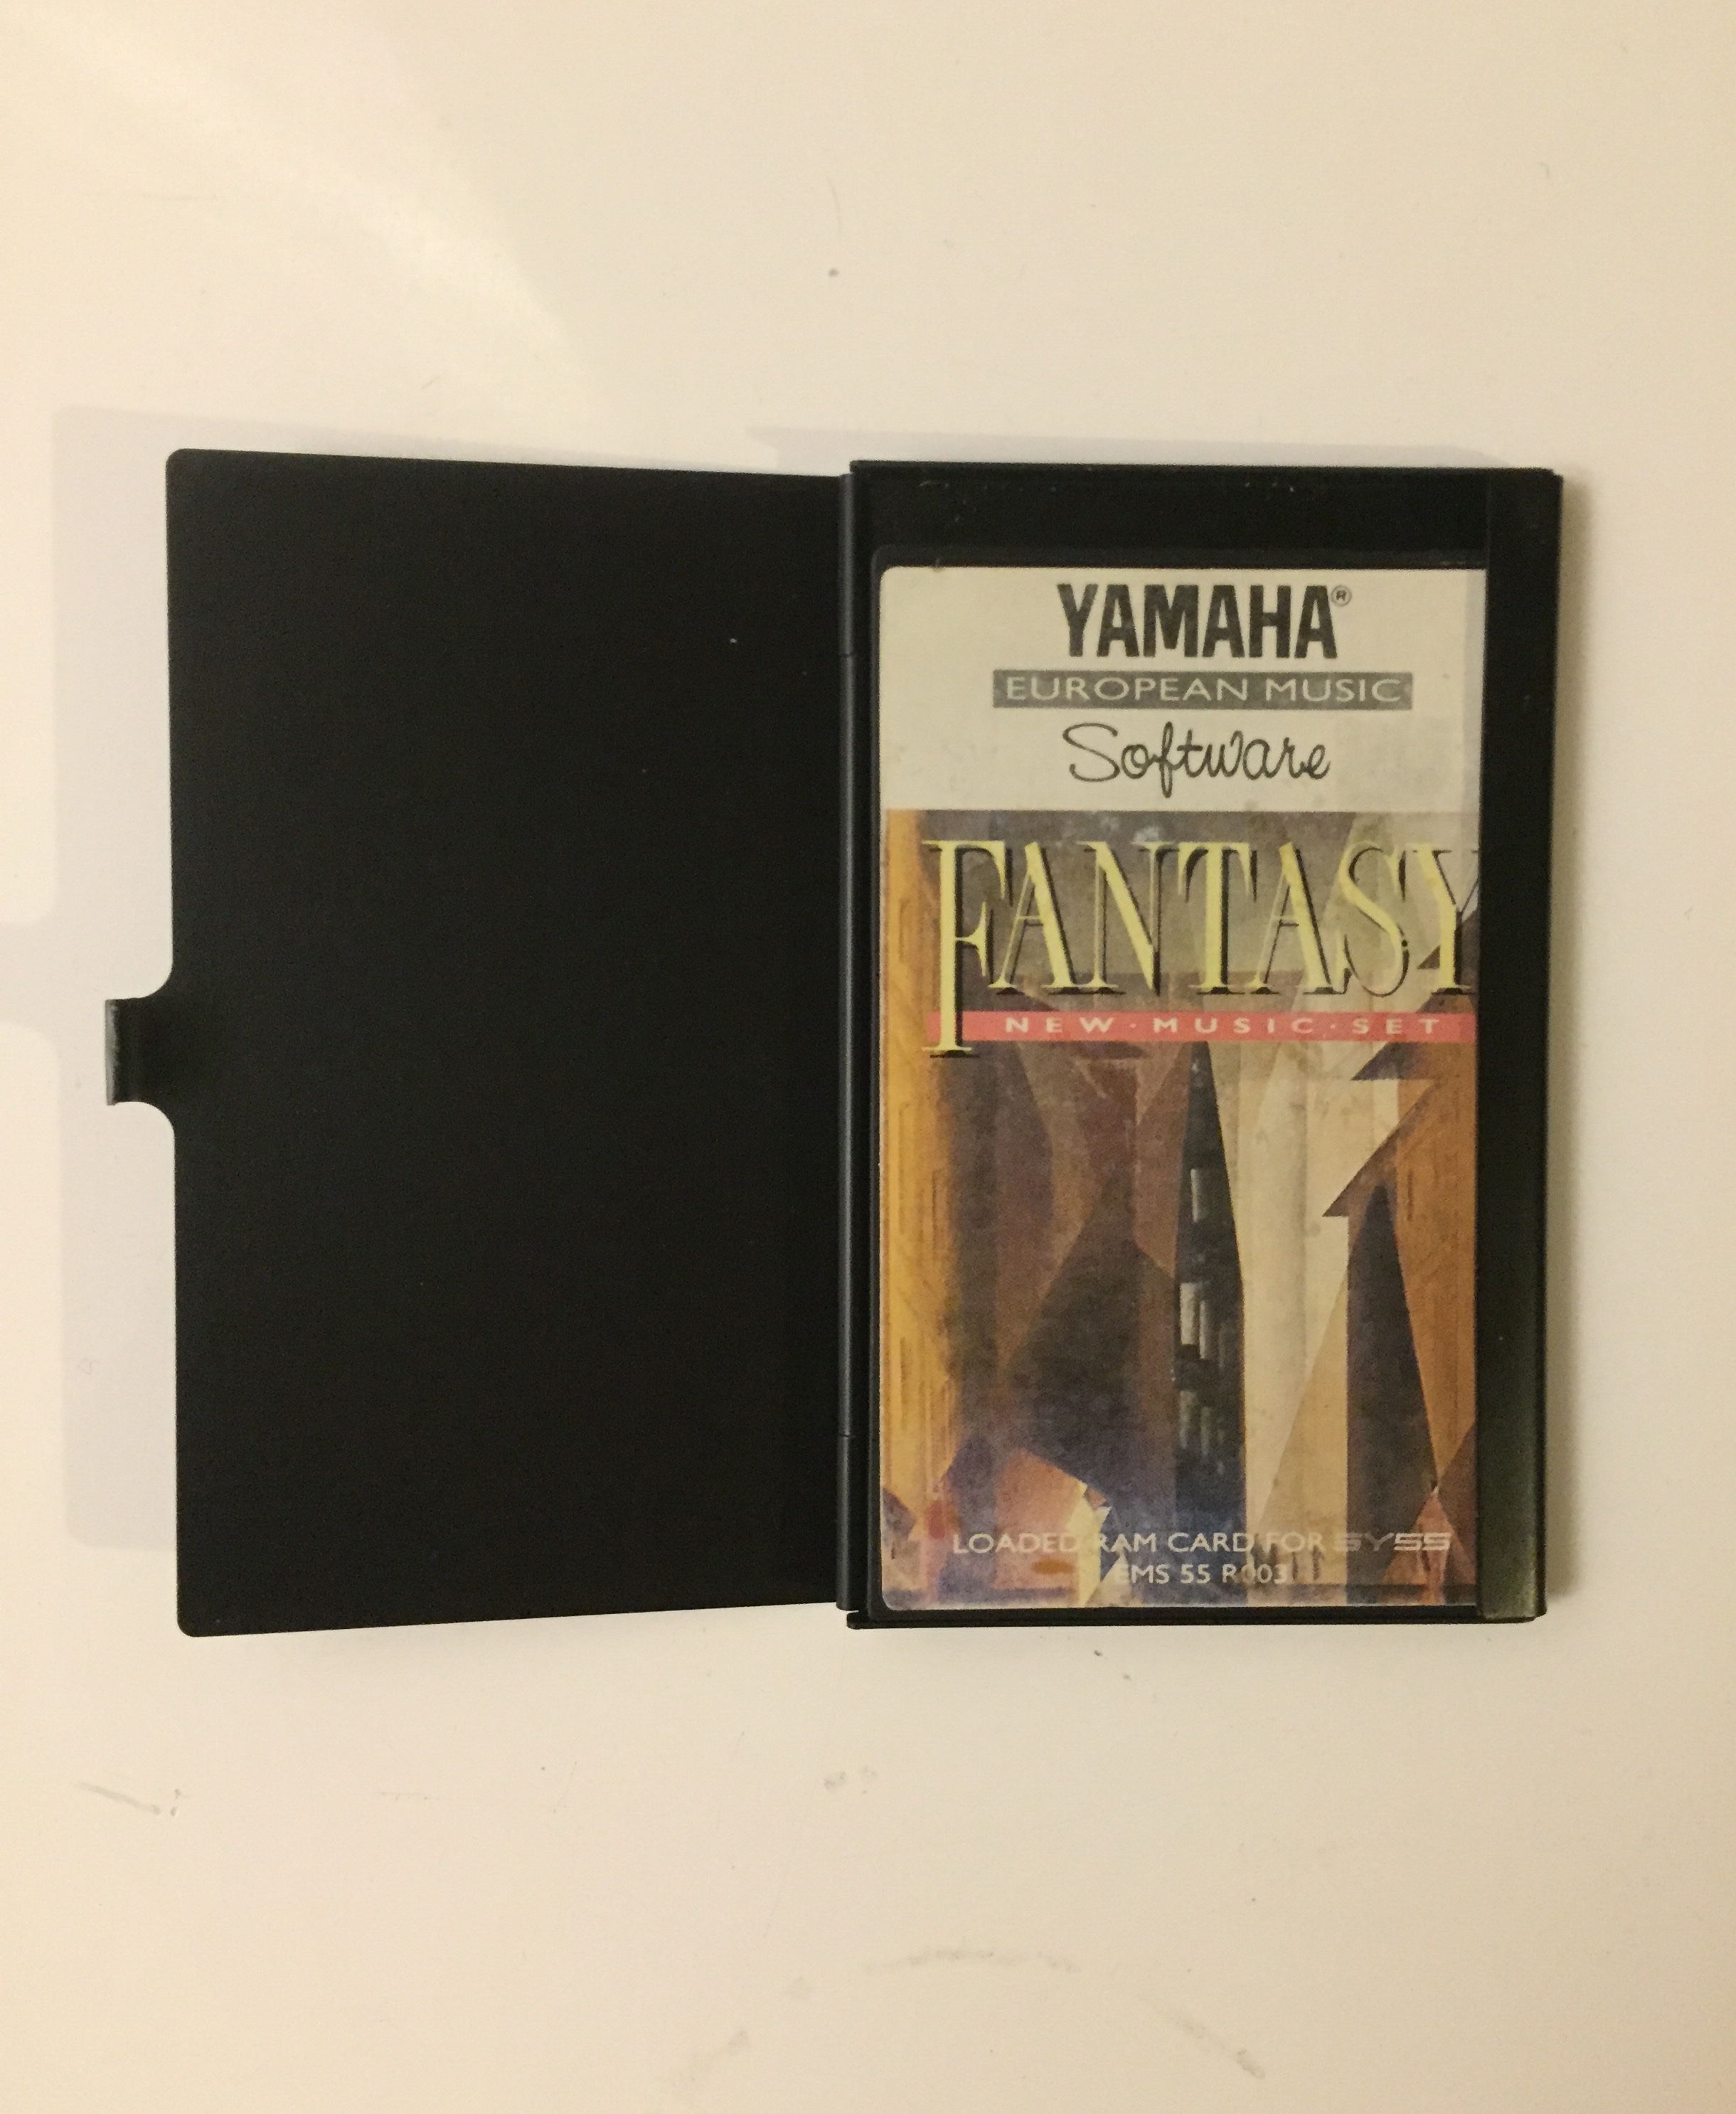 YAMAHA®
EUROPEAN MUSIC
Software
FANTASY
NEW·MUSIC·SET
LOADED RAM CARD FOR SY55
EMS 55 R003